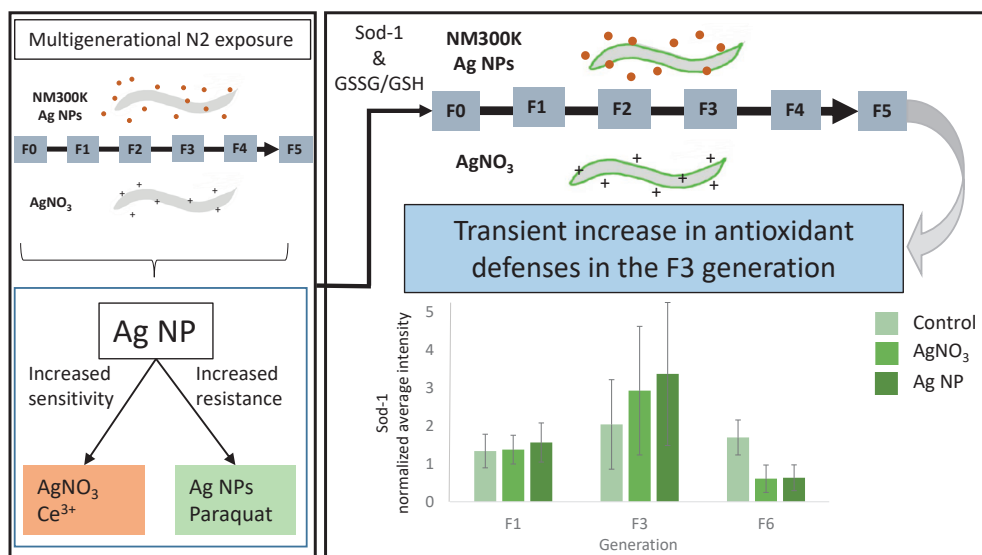 Multigenerational N2 exposure
NM300K
Ag NPs
F0 F1 F2 F3 F4 F5
+ + + + + + +
AgNO₃
Ag NP
Increased
sensitivity
Increased
resistance
AgNO₃
Ce³⁺
Ag NPs
Paraquat
Sod-1
&
GSSG/GSH
NM300K
Ag NPs
F0 F1 F2 F3 F4 F5
AgNO₃
+ + + + + + +
Transient increase in antioxidant
defenses in the F3 generation
Sod-1
normalized average intensity
5
4
3
2
1
0
F1 F3 F6
Generation
Control
AgNO₃
Ag NP